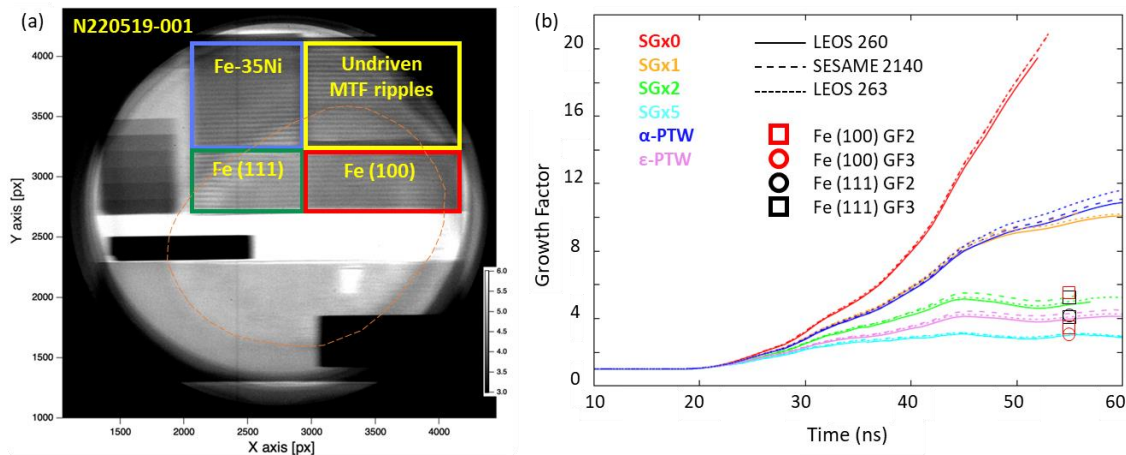 (a)
N220519-001
Fe-35Ni
Undriven
MTF ripples
Fe (111)
Fe (100)
Y axis [px]
4000
3500
3000
2500
2000
1500
1000
1500
2000
2500
3000
3500
4000
X axis [px]
6.0
5.5
5.0
4.5
4.0
3.5
3.0
(b)
SGx0
SGx1
SGx2
SGx5
α-PTW
ε-PTW
LEOS 260
SESAME 2140
LEOS 263
Fe (100) GF2
Fe (100) GF3
Fe (111) GF2
Fe (111) GF3
Growth Factor
20
16
12
8
4
0
10
20
30
40
50
60
Time (ns)